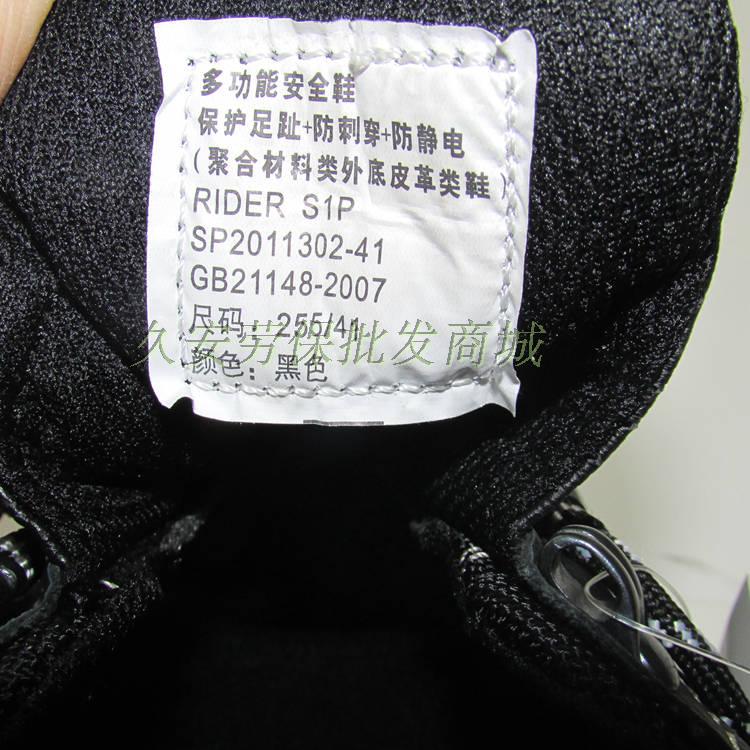 多功能安全鞋
保护足趾+防刺穿+防静电
（聚合材料类外底皮革类鞋）
RIDER S1P
SP2011302-41
GB21148-2007
尺码：255/41
久安劳保批发商城
颜色：黑色